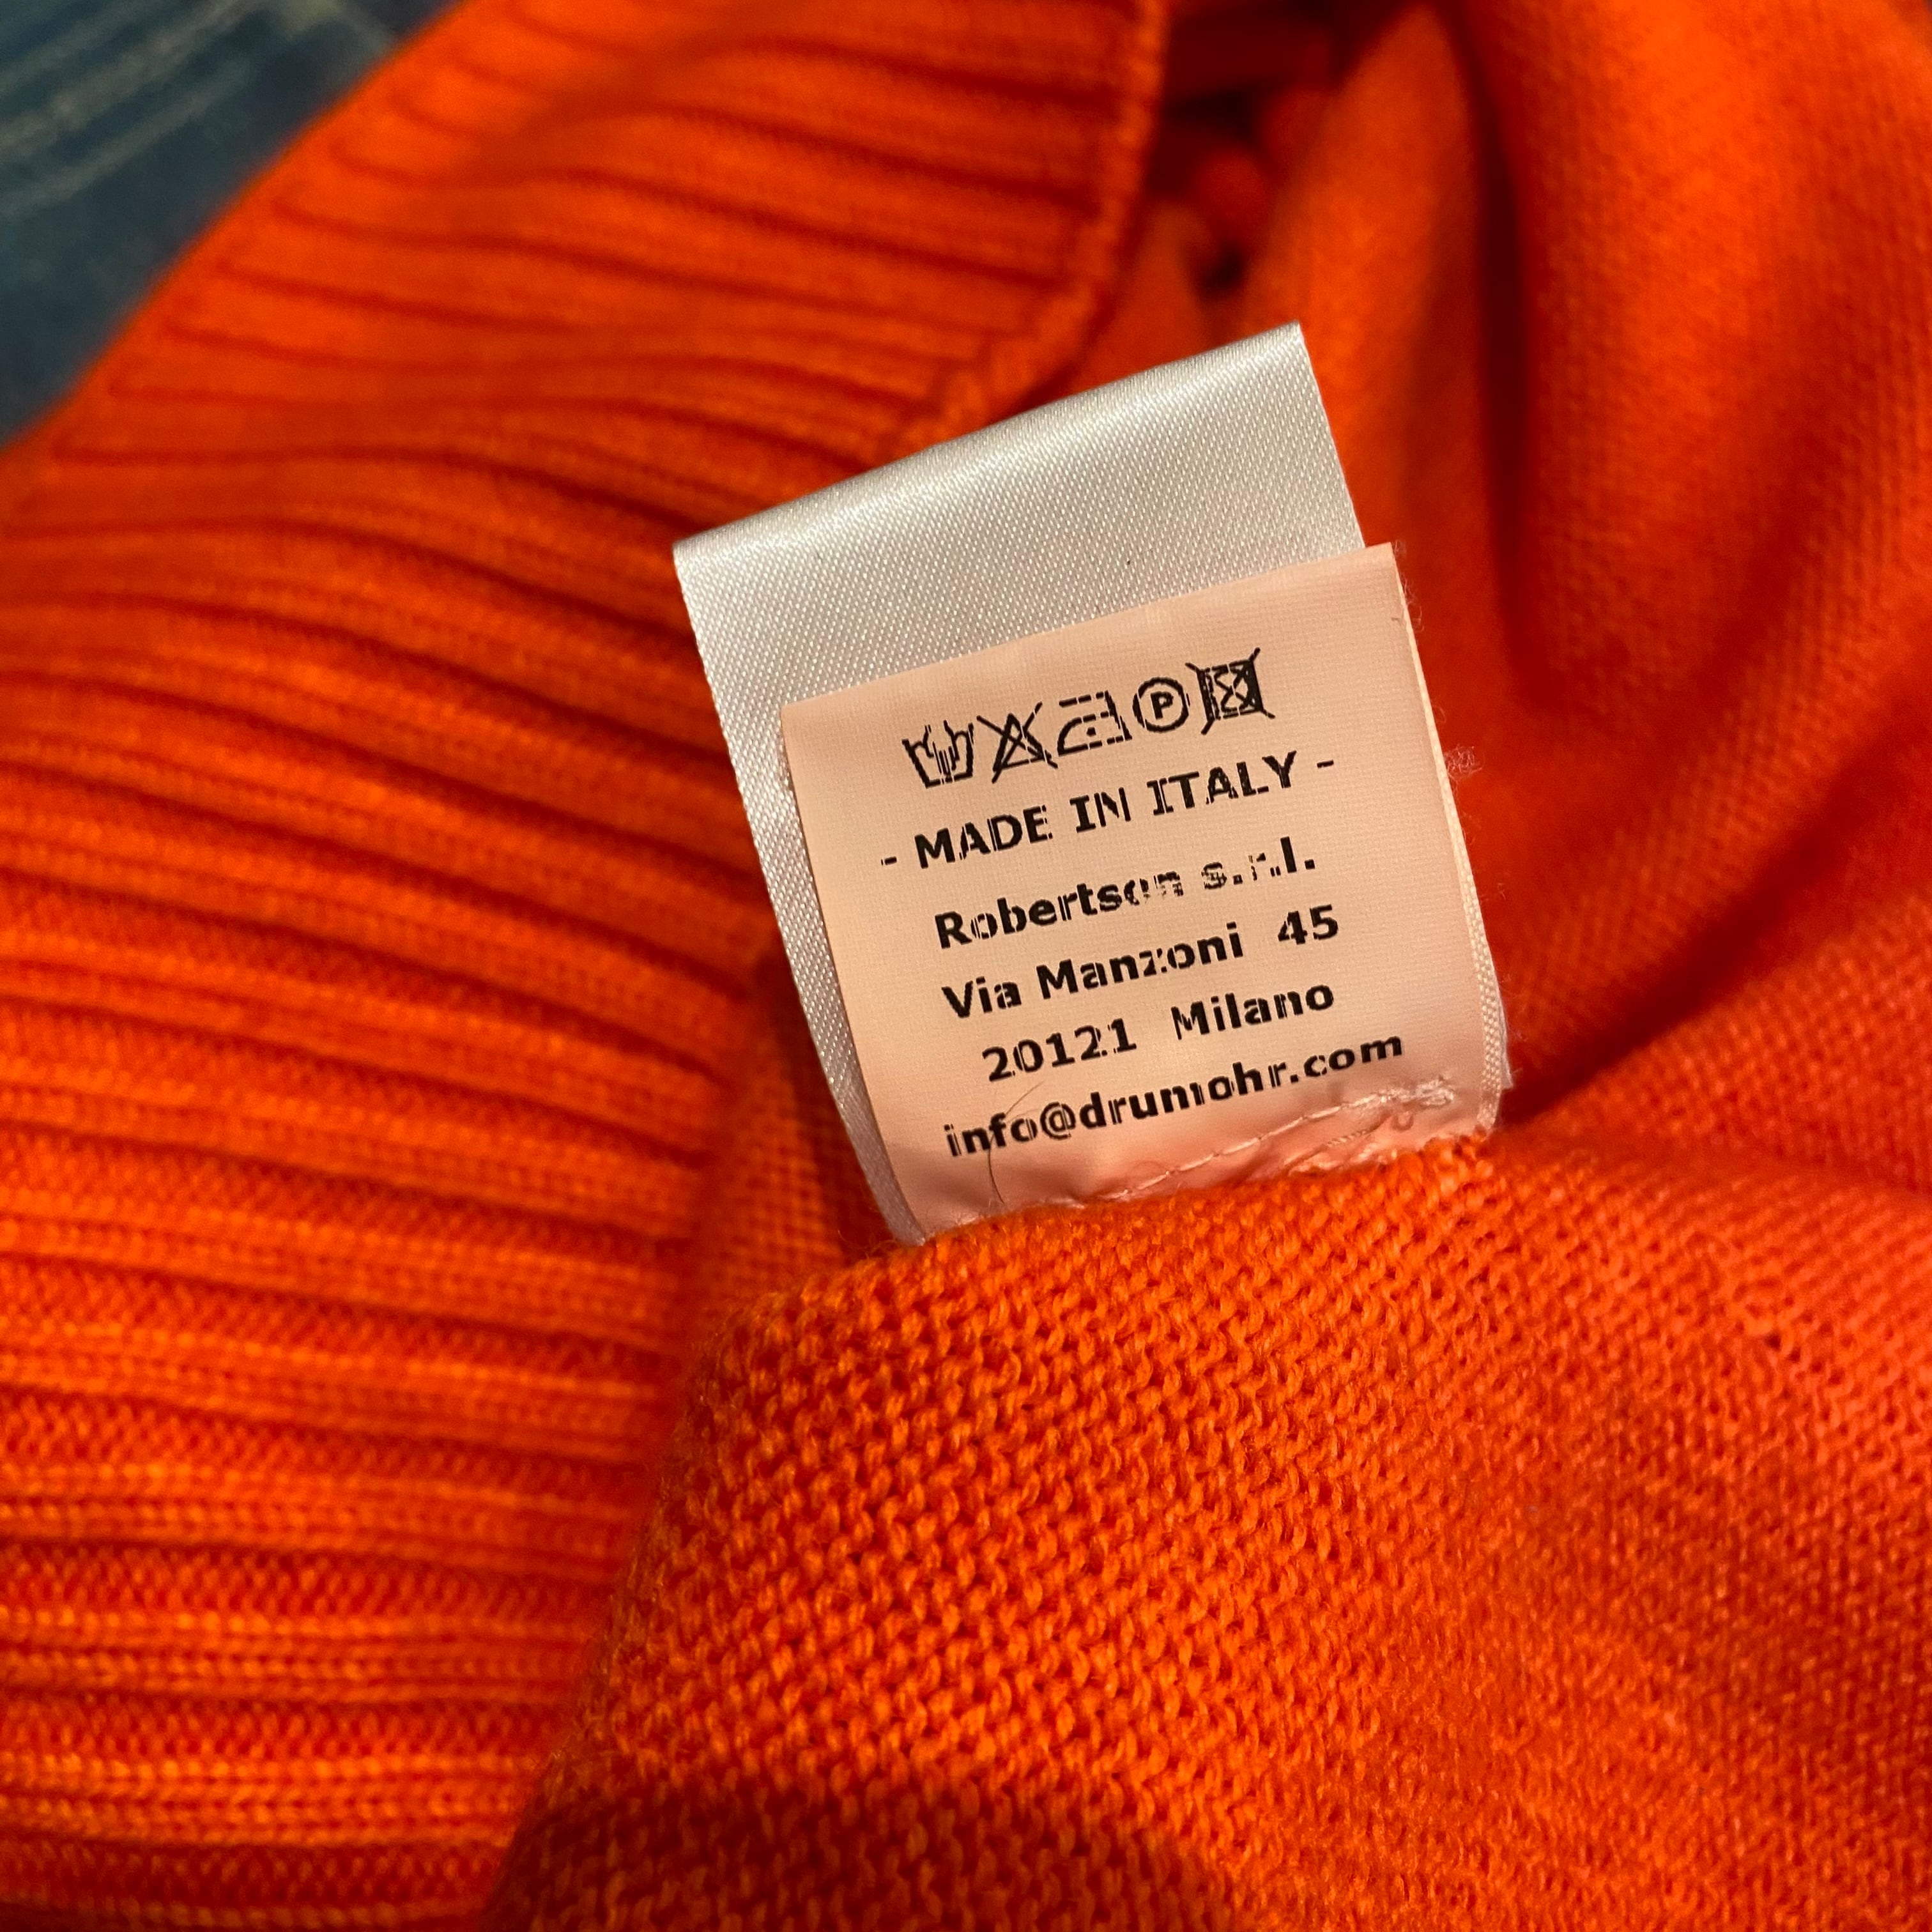 P
- MADE IN ITALY -
Robertson s.r.l.
Via Manzoni 45
20121 Milano
info@drumohr.com